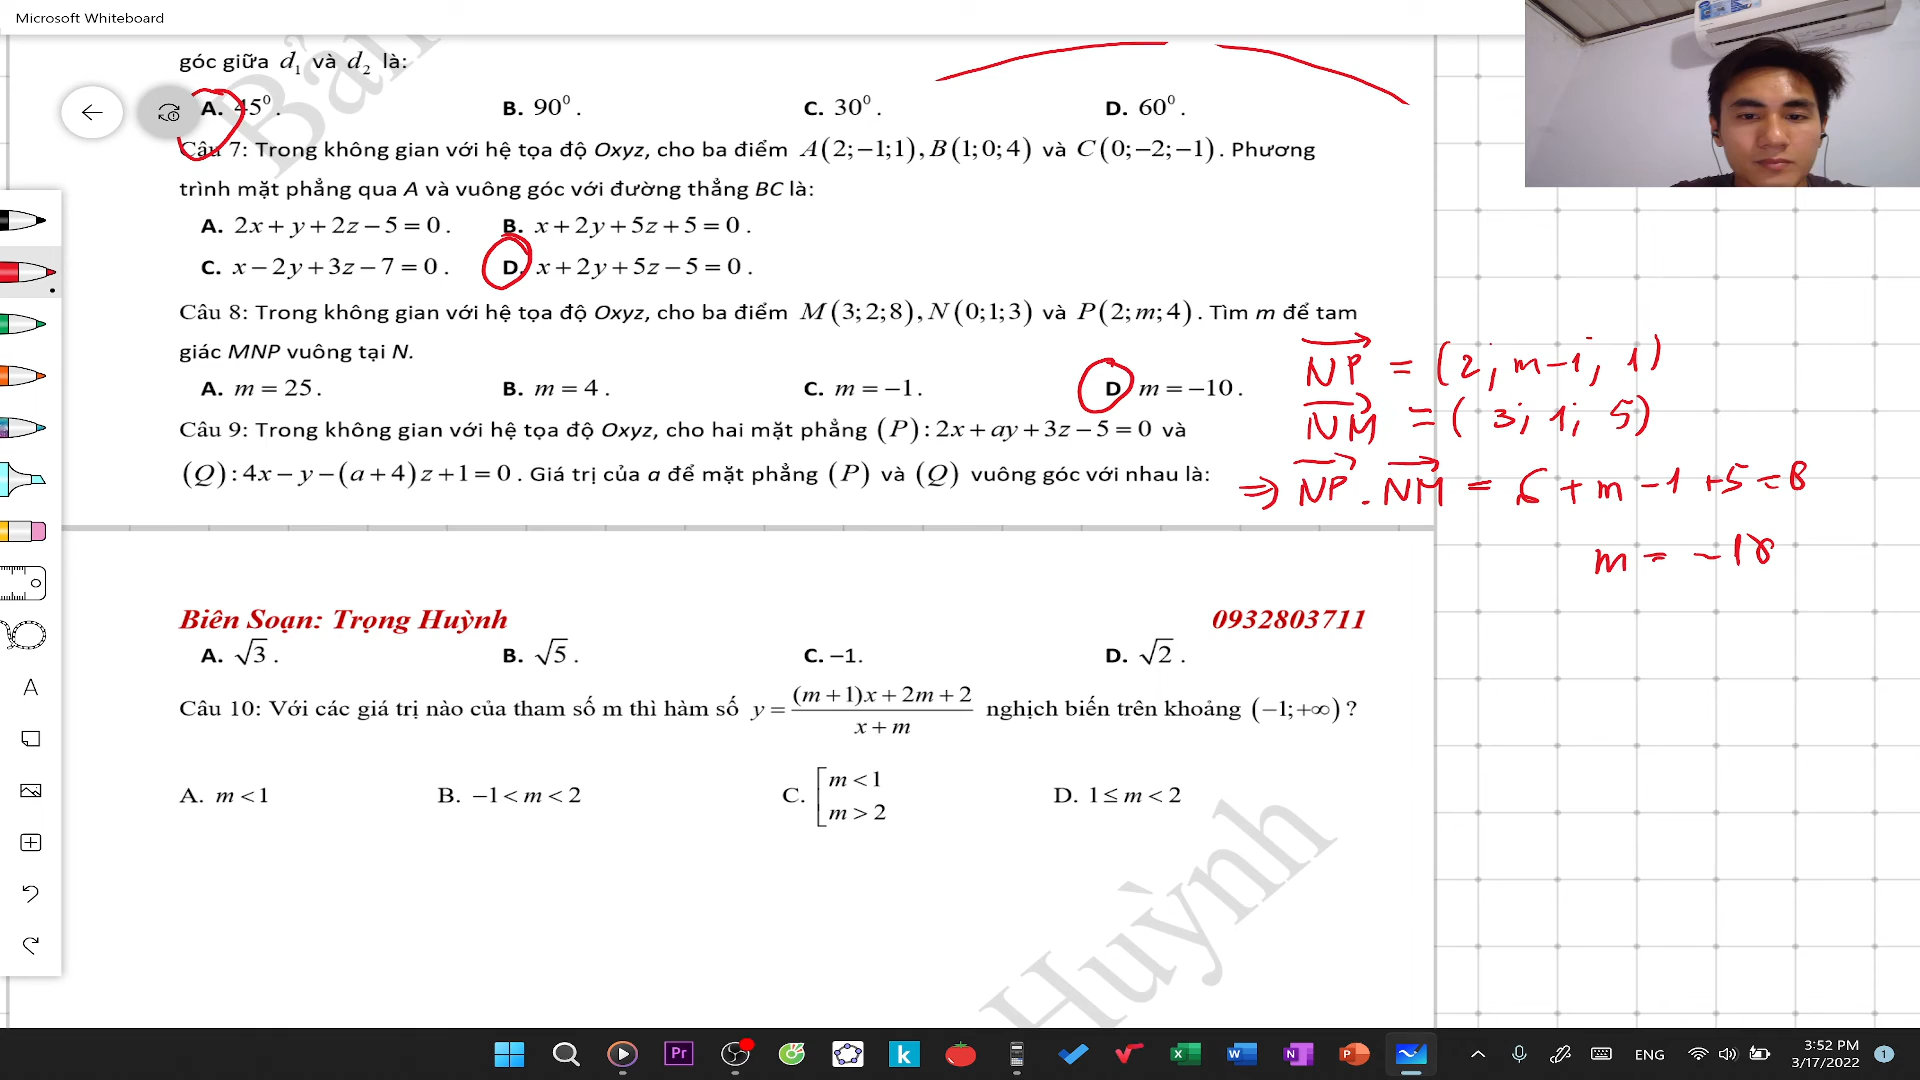 Microsoft Whiteboard
góc giữa d₁ và d₂ là:
A. 45⁰. B. 90⁰. C. 30⁰. D. 60⁰.
Câu 7: Trong không gian với hệ tọa độ Oxyz, cho ba điểm A(2;−1;1), B(1;0;4) và C(0;−2;−1). Phương
trình mặt phẳng qua A và vuông góc với đường thẳng BC là:
A. 2x+y+2z−5=0. B. x+2y+5z+5=0.
C. x−2y+3z−7=0. D. x+2y+5z−5=0.
Câu 8: Trong không gian với hệ tọa độ Oxyz, cho ba điểm M(3;2;8), N(0;1;3) và P(2;m;4). Tìm m để tam
giác MNP vuông tại N.
A. m=25. B. m=4. C. m=−1. D m=−10.
NP = (2; m−1; 1)
NM = (3; 1; 5)
Câu 9: Trong không gian với hệ tọa độ Oxyz, cho hai mặt phẳng (P):2x+ay+3z−5=0 và
(Q):4x−y−(a+4)z+1=0. Giá trị của a để mặt phẳng (P) và (Q) vuông góc với nhau là:
⇒ NP . NM = 6 + m −1 +5 =
m = −10
Biên Soạn: Trọng Huỳnh 0932803711
A. √3. B. √5. C. −1. D. √2.
Câu 10: Với các giá trị nào của tham số m thì hàm số y = ((m+1)x+2m+2)/(x+m) nghịch biến trên khoảng (−1;+∞)?
A. m<1 B. −1<m<2 C. [m<1 m>2 D. 1≤m<2
Huỳnh
A
Pr
k
ENG
3:52 PM
3/17/2022
1